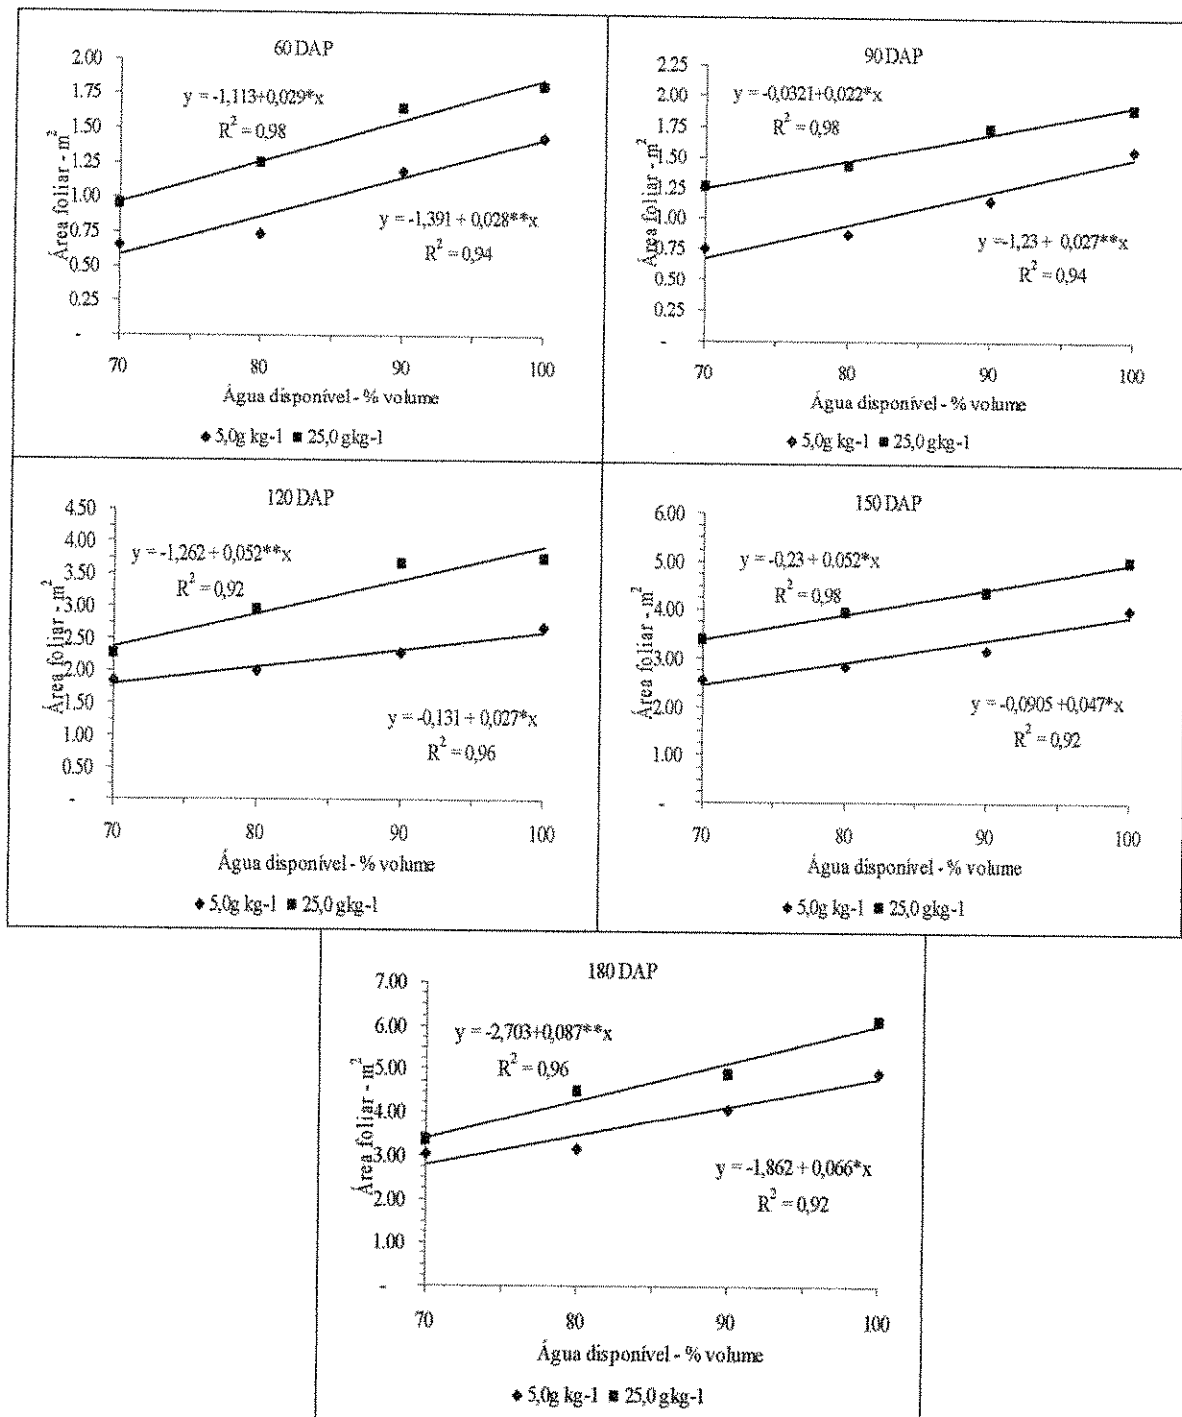 60 DAP
2.00
1.75
1.50
1.25
1.00
0.75
0.50
0.25
-
Área foliar - m²
y = -1,113+0,029*x
R² = 0,98
y = -1,391 + 0,028**x
R² = 0,94
70 80 90 100
Água disponível - % volume
5,0g kg-1 25,0 gkg-1
90 DAP
2.25
2.00
1.75
1.50
1.25
1.00
0.75
0.50
0.25
-
Área foliar - m²
y = -0,0321+0,022*x
R² = 0,98
y =-1,23 + 0,027**x
R² = 0,94
70 80 90 100
Água disponível - % volume
5,0g kg-1 25,0 gkg-1
120 DAP
4.50
4.00
3.50
3.00
2.50
2.00
1.50
1.00
0.50
-
Área foliar - m²
y = -1,262 + 0,052**x
R² = 0,92
y = -0,131 + 0,027*x
R² = 0,96
70 80 90 100
Água disponível - % volume
5,0g kg-1 25,0 gkg-1
150 DAP
6.00
5.00
4.00
3.00
2.00
1.00
-
Área foliar - m²
y = -0,23 + 0,052*x
R² = 0,98
y = -0,0905 +0,047*x
R² = 0,92
70 80 90 100
Água disponível - % volume
5,0g kg-1 25,0 gkg-1
180 DAP
7.00
6.00
5.00
4.00
3.00
2.00
1.00
-
Área foliar - m²
y = -2,703+0,087**x
R² = 0,96
y = -1,862 + 0,066*x
R² = 0,92
70 80 90 100
Água disponível - % volume
5,0g kg-1 25,0 gkg-1